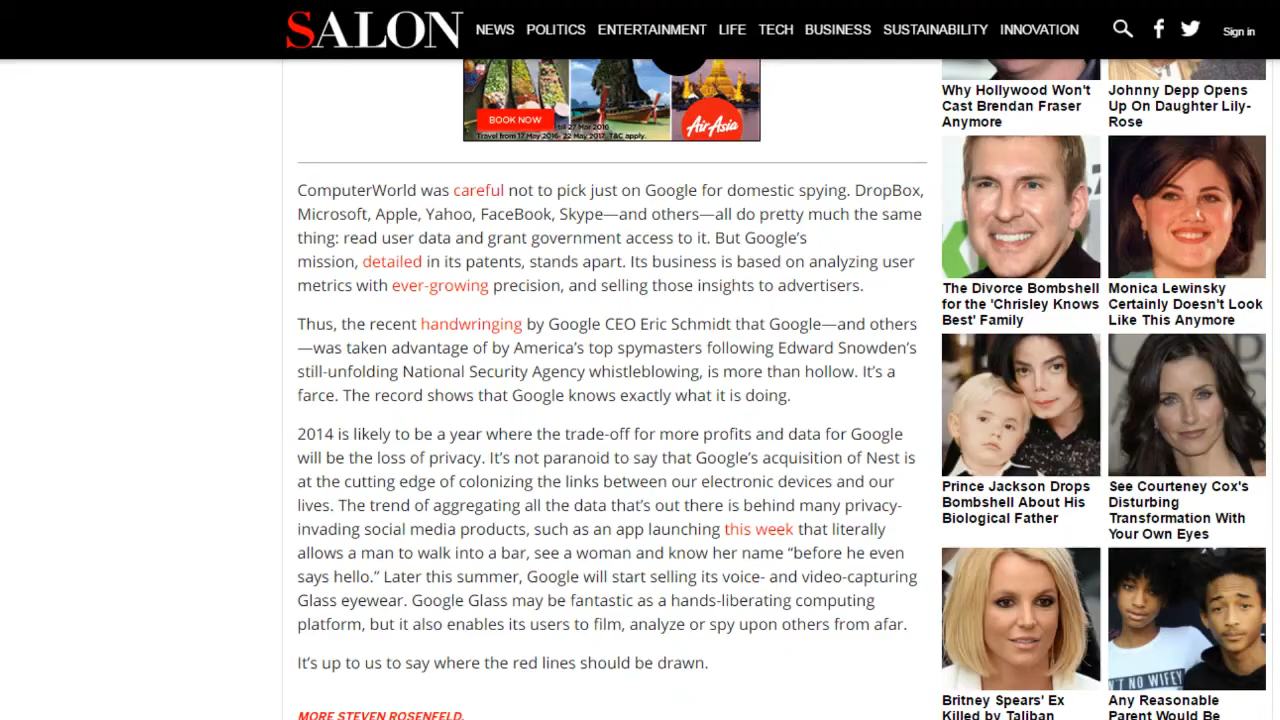 SALON
NEWS POLITICS ENTERTAINMENT LIFE TECH BUSINESS SUSTAINABILITY INNOVATION
Sign in
BOOK NOW
till 27 Mar 2016
Travel from 17 May 2016- 22 May 2017. T&C apply.
AirAsia
ComputerWorld was careful not to pick just on Google for domestic spying. DropBox,
Microsoft, Apple, Yahoo, FaceBook, Skype—and others—all do pretty much the same
thing: read user data and grant government access to it. But Google’s
mission, detailed in its patents, stands apart. Its business is based on analyzing user
metrics with ever-growing precision, and selling those insights to advertisers.
Thus, the recent handwringing by Google CEO Eric Schmidt that Google—and others
—was taken advantage of by America’s top spymasters following Edward Snowden’s
still-unfolding National Security Agency whistleblowing, is more than hollow. It’s a
farce. The record shows that Google knows exactly what it is doing.
2014 is likely to be a year where the trade-off for more profits and data for Google
will be the loss of privacy. It’s not paranoid to say that Google’s acquisition of Nest is
at the cutting edge of colonizing the links between our electronic devices and our
lives. The trend of aggregating all the data that’s out there is behind many privacy-
invading social media products, such as an app launching this week that literally
allows a man to walk into a bar, see a woman and know her name “before he even
says hello.” Later this summer, Google will start selling its voice- and video-capturing
Glass eyewear. Google Glass may be fantastic as a hands-liberating computing
platform, but it also enables its users to film, analyze or spy upon others from afar.
It’s up to us to say where the red lines should be drawn.
MORE STEVEN ROSENFELD.
Why Hollywood Won't
Cast Brendan Fraser
Anymore
Johnny Depp Opens
Up On Daughter Lily-
Rose
The Divorce Bombshell
for the 'Chrisley Knows
Best' Family
Monica Lewinsky
Certainly Doesn't Look
Like This Anymore
Prince Jackson Drops
Bombshell About His
Biological Father
See Courteney Cox's
Disturbing
Transformation With
Your Own Eyes
N'T NO WIFEY
Britney Spears' Ex
Killed by Taliban
Any Reasonable
Parent Would Be